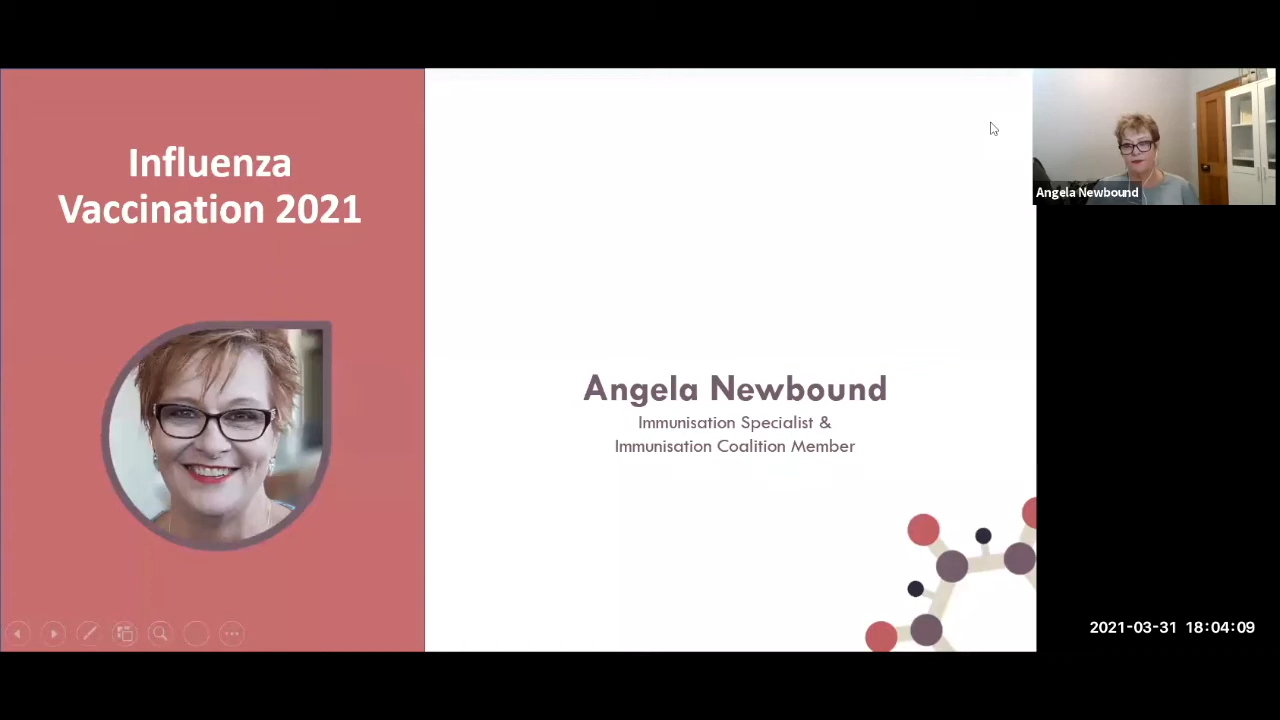 Influenza
Vaccination 2021
Angela Newbound
Immunisation Specialist &
Immunisation Coalition Member
Angela Newbound
2021-03-31 18:04:09